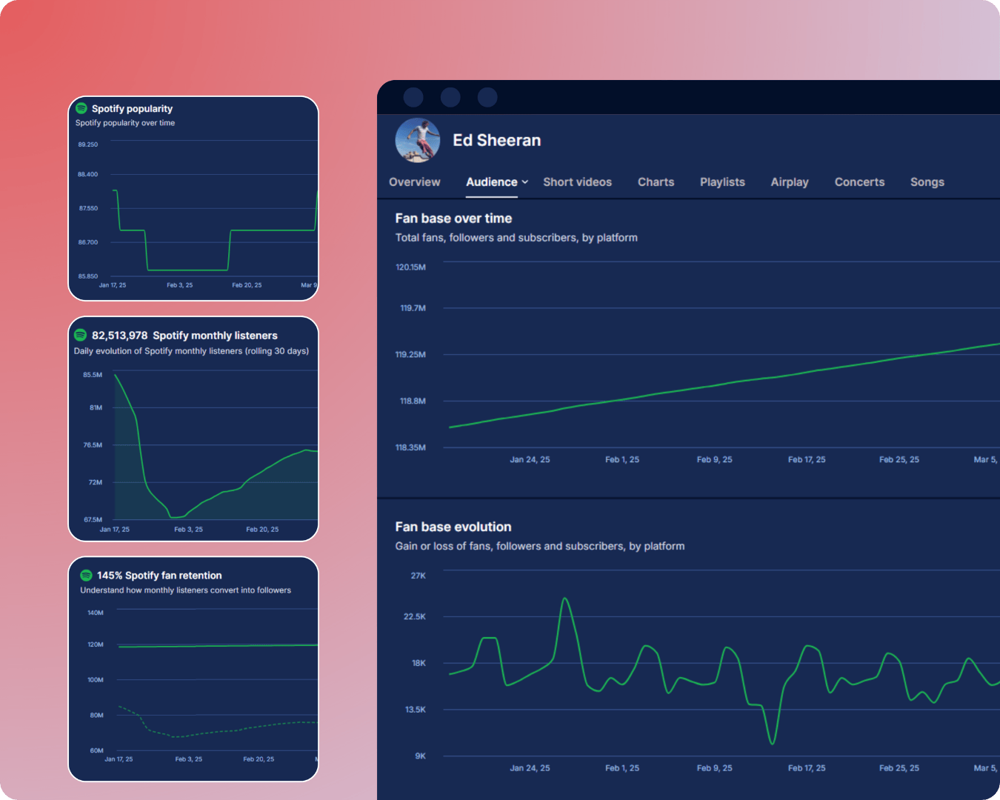 Spotify popularity
Spotify popularity over time
89.250
88.400
87.550
86.700
85.850
Jan 17, 25 Feb 3, 25 Feb 20, 25 Mar 9
82,513,978 Spotify monthly listeners
Daily evolution of Spotify monthly listeners (rolling 30 days)
85.5M
81M
76.5M
72M
67.5M
Jan 17, 25 Feb 3, 25 Feb 20, 25
145% Spotify fan retention
Understand how monthly listeners convert into followers
140M
120M
100M
80M
60M
Jan 17, 25 Feb 3, 25 Feb 20, 25
Ed Sheeran
Overview Audience Short videos Charts Playlists Airplay Concerts Songs
Fan base over time
Total fans, followers and subscribers, by platform
120.15M
119.7M
119.25M
118.8M
118.35M
Jan 24, 25 Feb 1, 25 Feb 9, 25 Feb 17, 25 Feb 25, 25 Mar 5,
Fan base evolution
Gain or loss of fans, followers and subscribers, by platform
27K
22.5K
18K
13.5K
9K
Jan 24, 25 Feb 1, 25 Feb 9, 25 Feb 17, 25 Feb 25, 25 Mar 5,